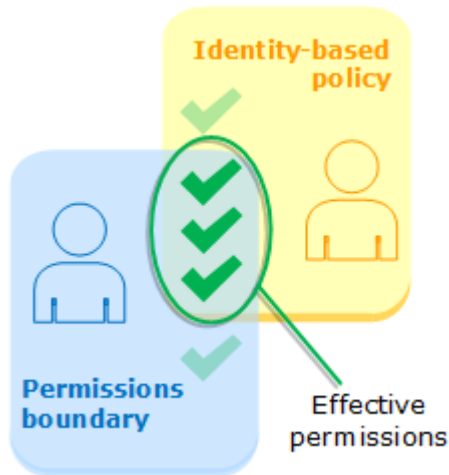 Identity-based
policy
Permissions
boundary
Effective
permissions